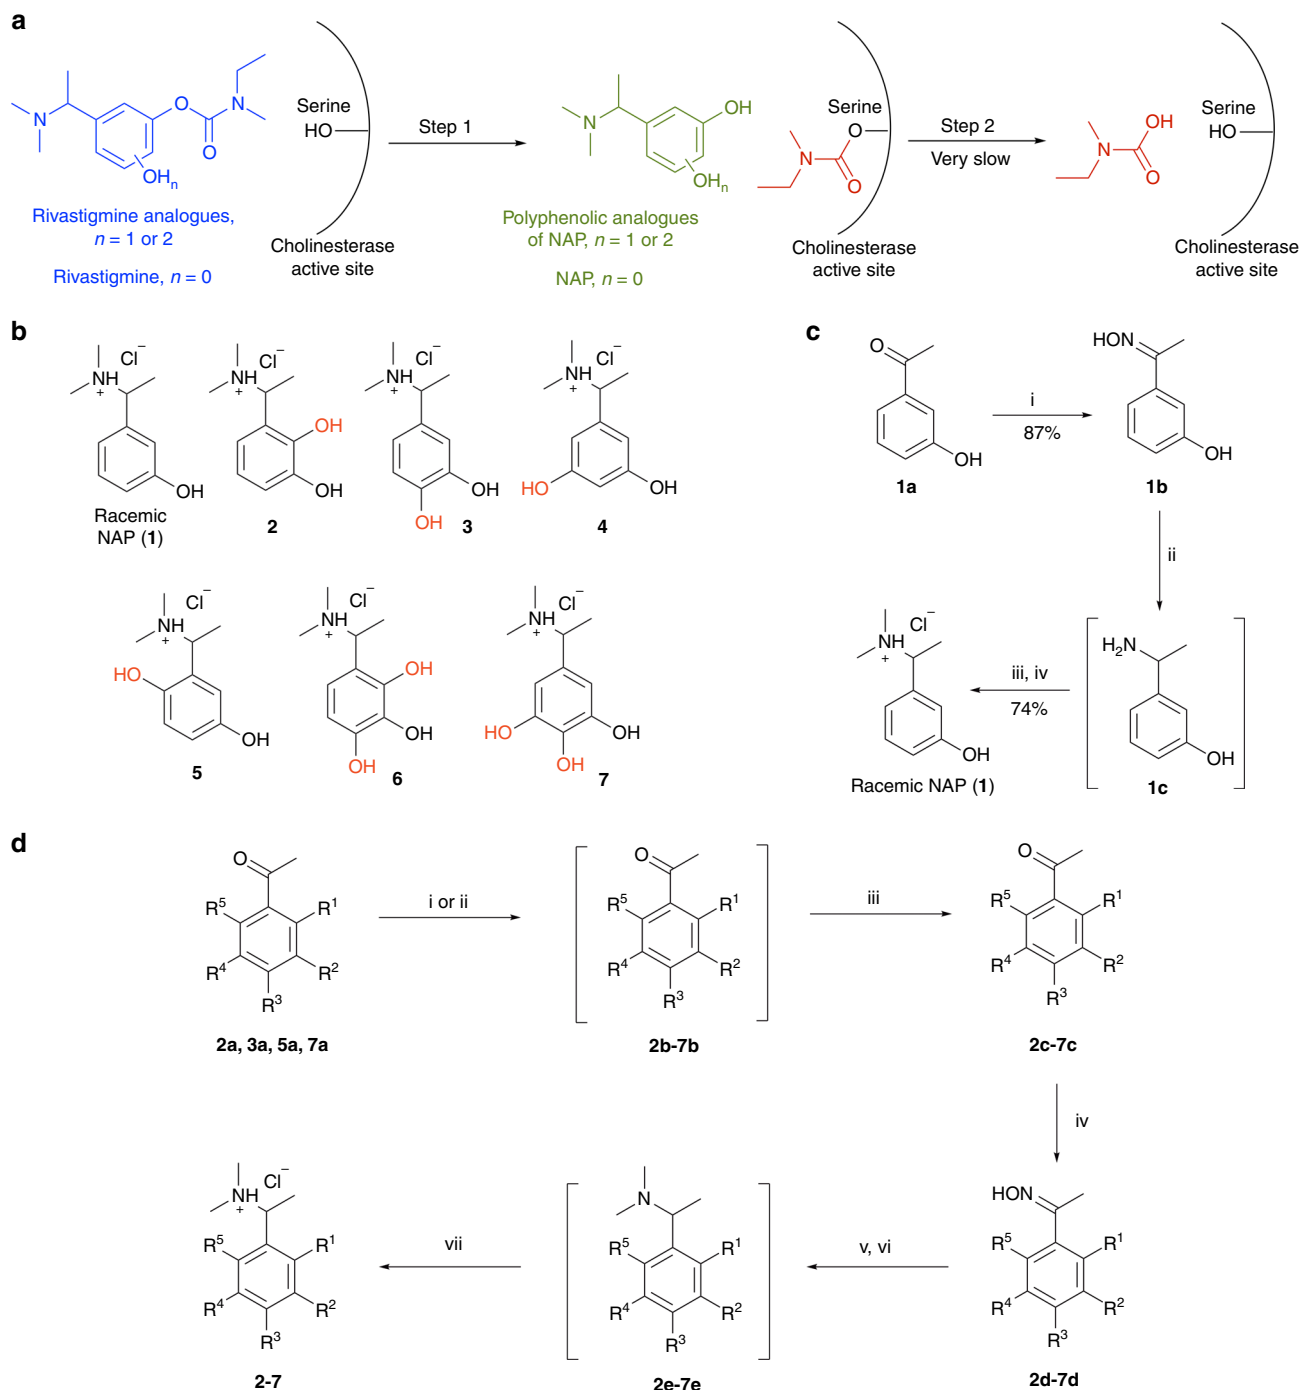 a
Serine
HO
Step 1
OH
Serine
O
Step 2
Very slow
OH
Serine
HO
N
O
N
O
OHₙ
N
OHₙ
N
O
N
O
Rivastigmine analogues,
n = 1 or 2
Rivastigmine, n = 0
Cholinesterase
active site
Polyphenolic analogues
of NAP, n = 1 or 2
NAP, n = 0
Cholinesterase
active site
Cholinesterase
active site
b
NH
+
Cl⁻
OH
Racemic
NAP (1)
NH
+
Cl⁻
OH
OH
2
NH
+
Cl⁻
OH
OH
3
NH
+
Cl⁻
HO
OH
4
NH
+
Cl⁻
HO
OH
5
NH
+
Cl⁻
OH
OH
OH
6
NH
+
Cl⁻
HO
OH
OH
7
c
O
OH
1a
i
87%
HON
OH
1b
ii
H₂N
OH
1c
iii, iv
74%
NH
+
Cl⁻
OH
Racemic NAP (1)
d
O
R⁵
R¹
R⁴
R²
R³
2a, 3a, 5a, 7a
i or ii
O
R⁵
R¹
R⁴
R²
R³
2b-7b
iii
O
R⁵
R¹
R⁴
R²
R³
2c-7c
iv
HON
R⁵
R¹
R⁴
R²
R³
2d-7d
v, vi
N
R⁵
R¹
R⁴
R²
R³
2e-7e
vii
NH
+
Cl⁻
R⁵
R¹
R⁴
R²
R³
2-7